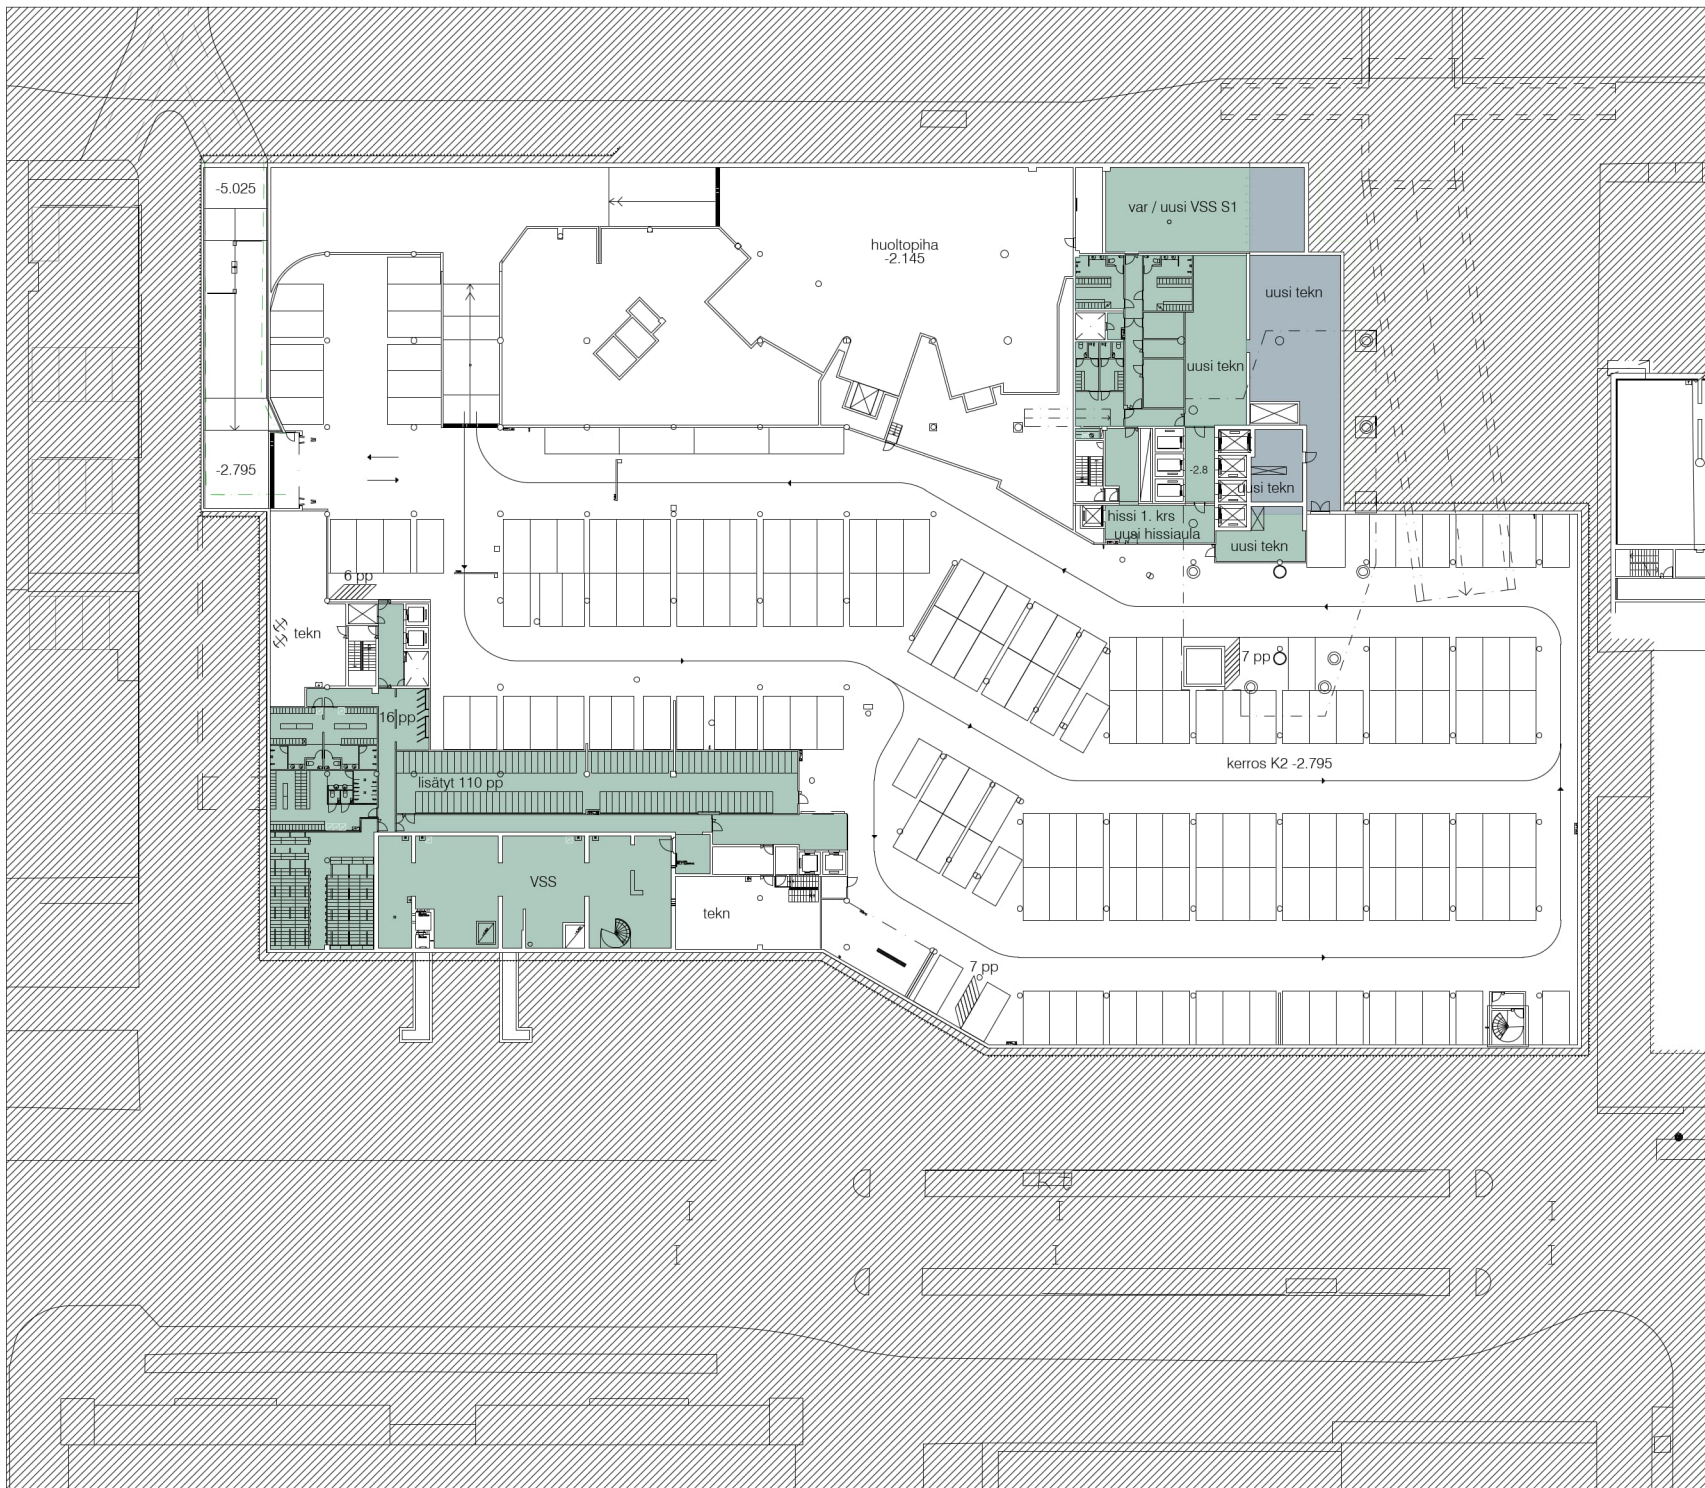 -5.025
var / uusi VSS S1
huoltopiha
-2.145
uusi tekn
uusi tekn
-2.795
-2.8
uusi tekn
hissi 1. krs
uusi hissiaula
uusi tekn
6 pp
tekn
7 pp
16 pp
kerros K2 -2.795
lisätyt 110 pp
VSS
tekn
7 pp